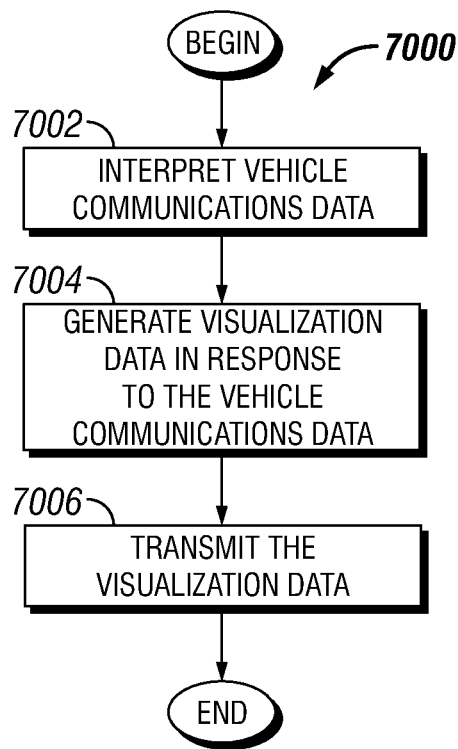 BEGIN
7000
7002
INTERPRET VEHICLE
COMMUNICATIONS DATA
7004
GENERATE VISUALIZATION
DATA IN RESPONSE
TO THE VEHICLE
COMMUNICATIONS DATA
7006
TRANSMIT THE
VISUALIZATION DATA
END